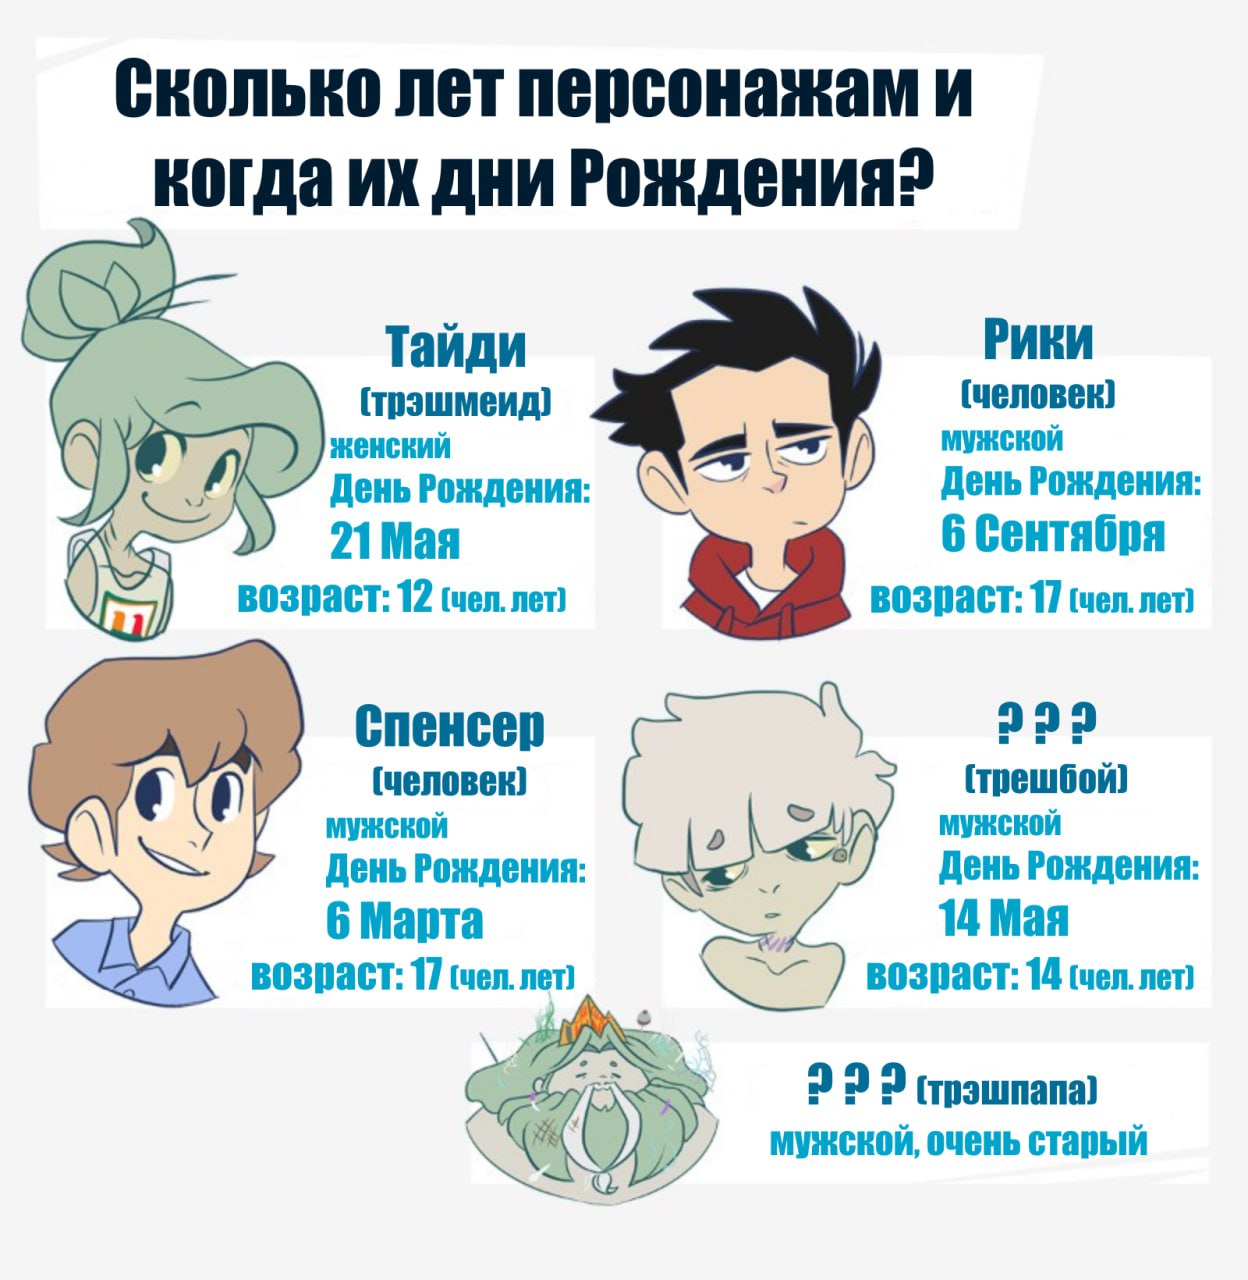 Сколько лет персонажам и
когда их дни Рождения?
Тайди
(трэшмеид)
женский
День Рождения:
21 Мая
возраст: 12 (чел. лет)
Рики
(человек)
мужской
День Рождения:
6 Сентября
возраст: 17 (чел. лет)
Спенсер
(человек)
мужской
День Рождения:
6 Марта
возраст: 17 (чел. лет)
? ? ?
(трешбой)
мужской
День Рождения:
14 Мая
возраст: 14 (чел. лет)
? ? ? (трэшпапа)
мужской, очень старый